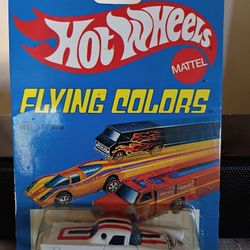 Hot Wheels
MATTEL
FLYING COLORS